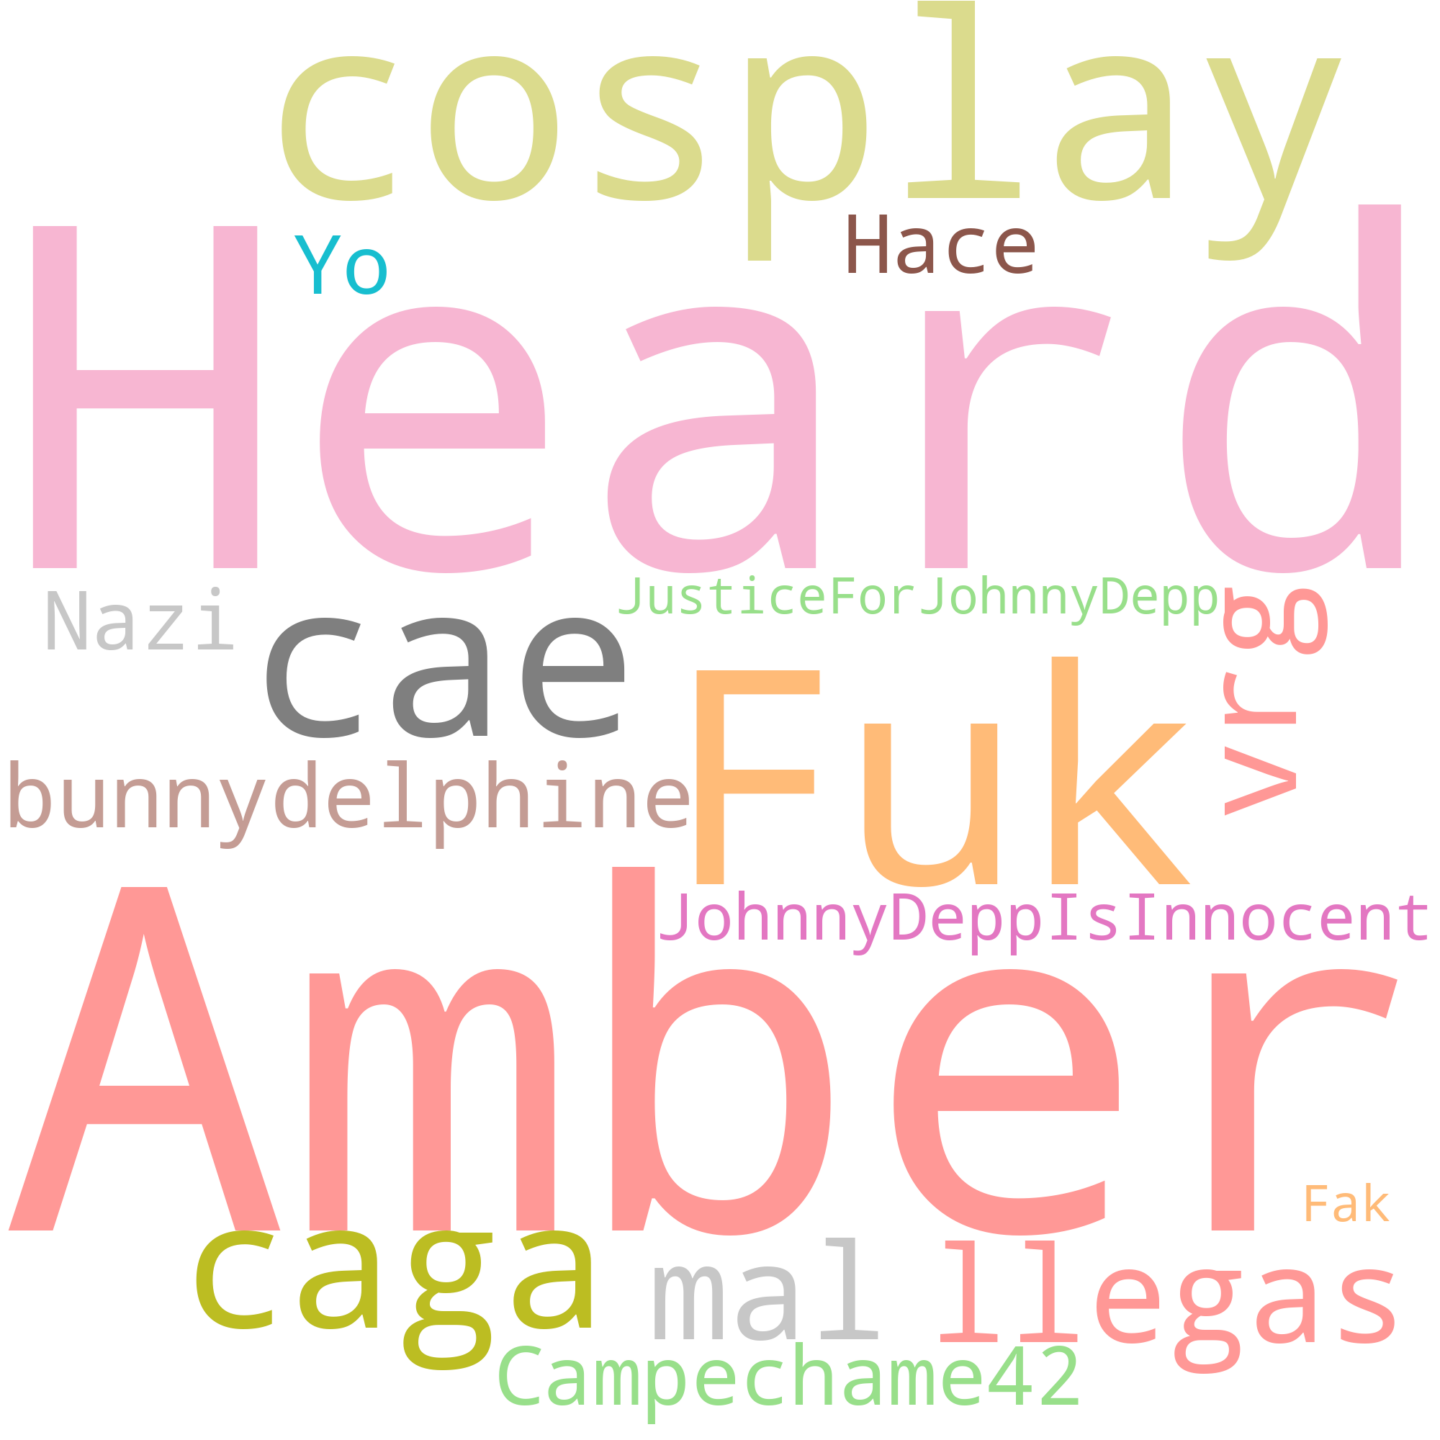 cosplay
Yo
Hace
Heard
Nazi
JusticeForJohnnyDepp
vrg
cae
Fuk
bunnydelphine
JohnnyDeppIsInnocent
Amber
Fak
caga
mal
llegas
Campechame42